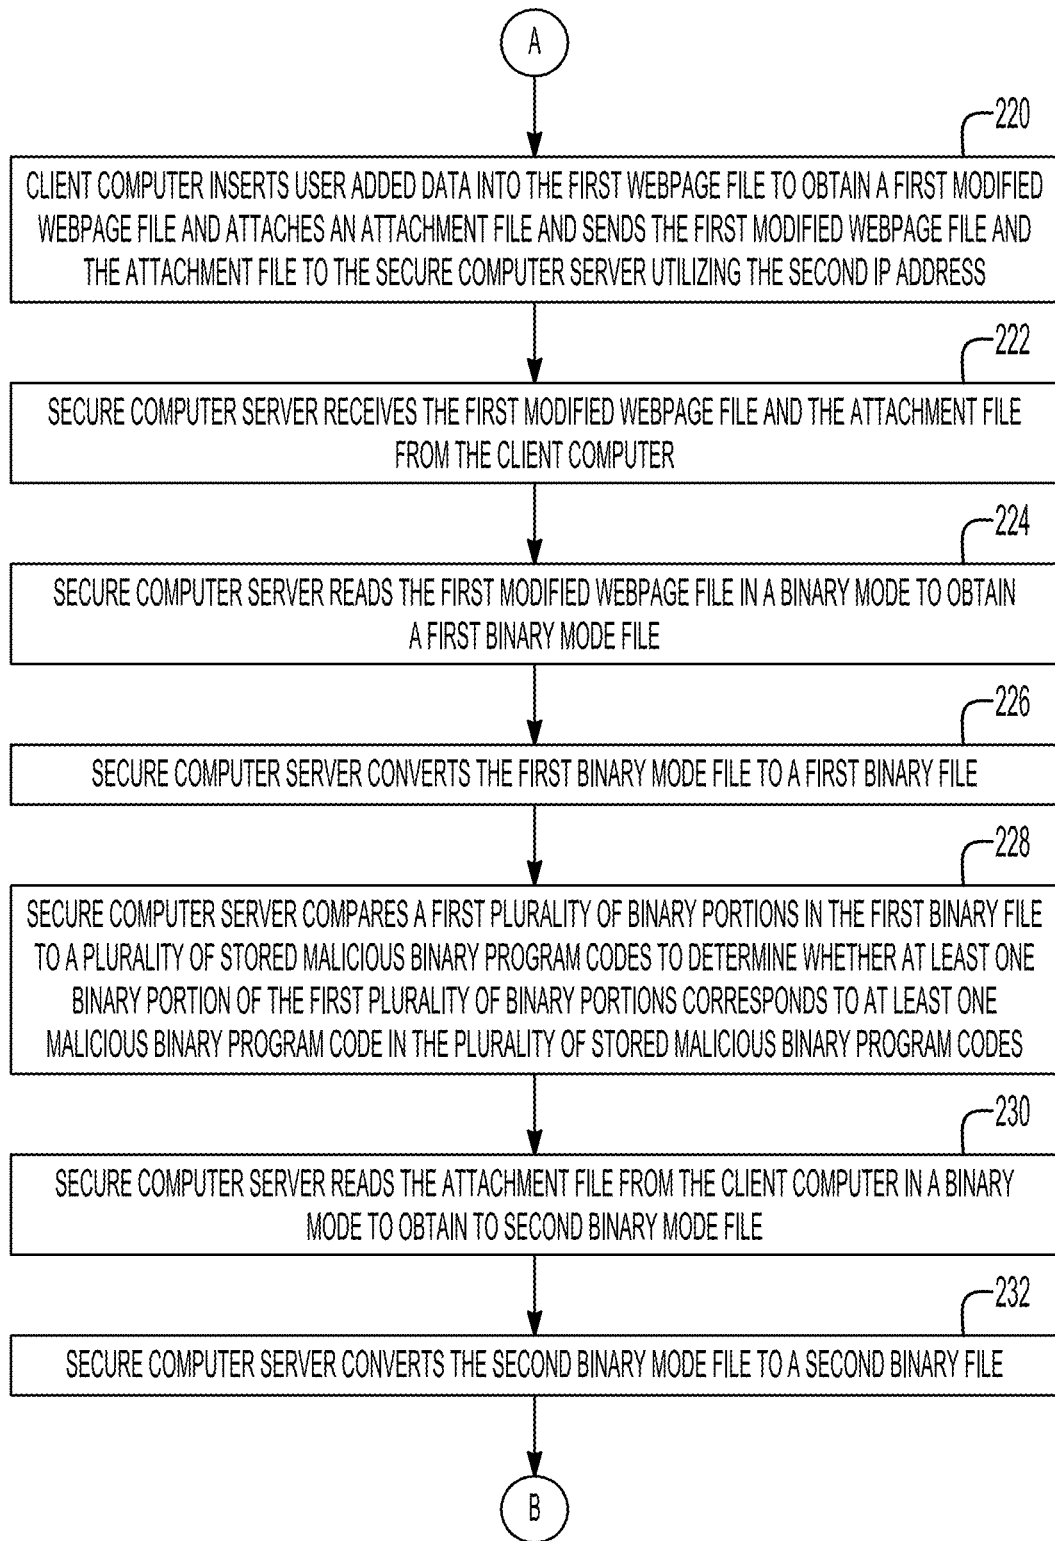 A
220
CLIENT COMPUTER INSERTS USER ADDED DATA INTO THE FIRST WEBPAGE FILE TO OBTAIN A FIRST MODIFIED
WEBPAGE FILE AND ATTACHES AN ATTACHMENT FILE AND SENDS THE FIRST MODIFIED WEBPAGE FILE AND
THE ATTACHMENT FILE TO THE SECURE COMPUTER SERVER UTILIZING THE SECOND IP ADDRESS
222
SECURE COMPUTER SERVER RECEIVES THE FIRST MODIFIED WEBPAGE FILE AND THE ATTACHMENT FILE
FROM THE CLIENT COMPUTER
224
SECURE COMPUTER SERVER READS THE FIRST MODIFIED WEBPAGE FILE IN A BINARY MODE TO OBTAIN
A FIRST BINARY MODE FILE
226
SECURE COMPUTER SERVER CONVERTS THE FIRST BINARY MODE FILE TO A FIRST BINARY FILE
228
SECURE COMPUTER SERVER COMPARES A FIRST PLURALITY OF BINARY PORTIONS IN THE FIRST BINARY FILE
TO A PLURALITY OF STORED MALICIOUS BINARY PROGRAM CODES TO DETERMINE WHETHER AT LEAST ONE
BINARY PORTION OF THE FIRST PLURALITY OF BINARY PORTIONS CORRESPONDS TO AT LEAST ONE
MALICIOUS BINARY PROGRAM CODE IN THE PLURALITY OF STORED MALICIOUS BINARY PROGRAM CODES
230
SECURE COMPUTER SERVER READS THE ATTACHMENT FILE FROM THE CLIENT COMPUTER IN A BINARY
MODE TO OBTAIN TO SECOND BINARY MODE FILE
232
SECURE COMPUTER SERVER CONVERTS THE SECOND BINARY MODE FILE TO A SECOND BINARY FILE
B